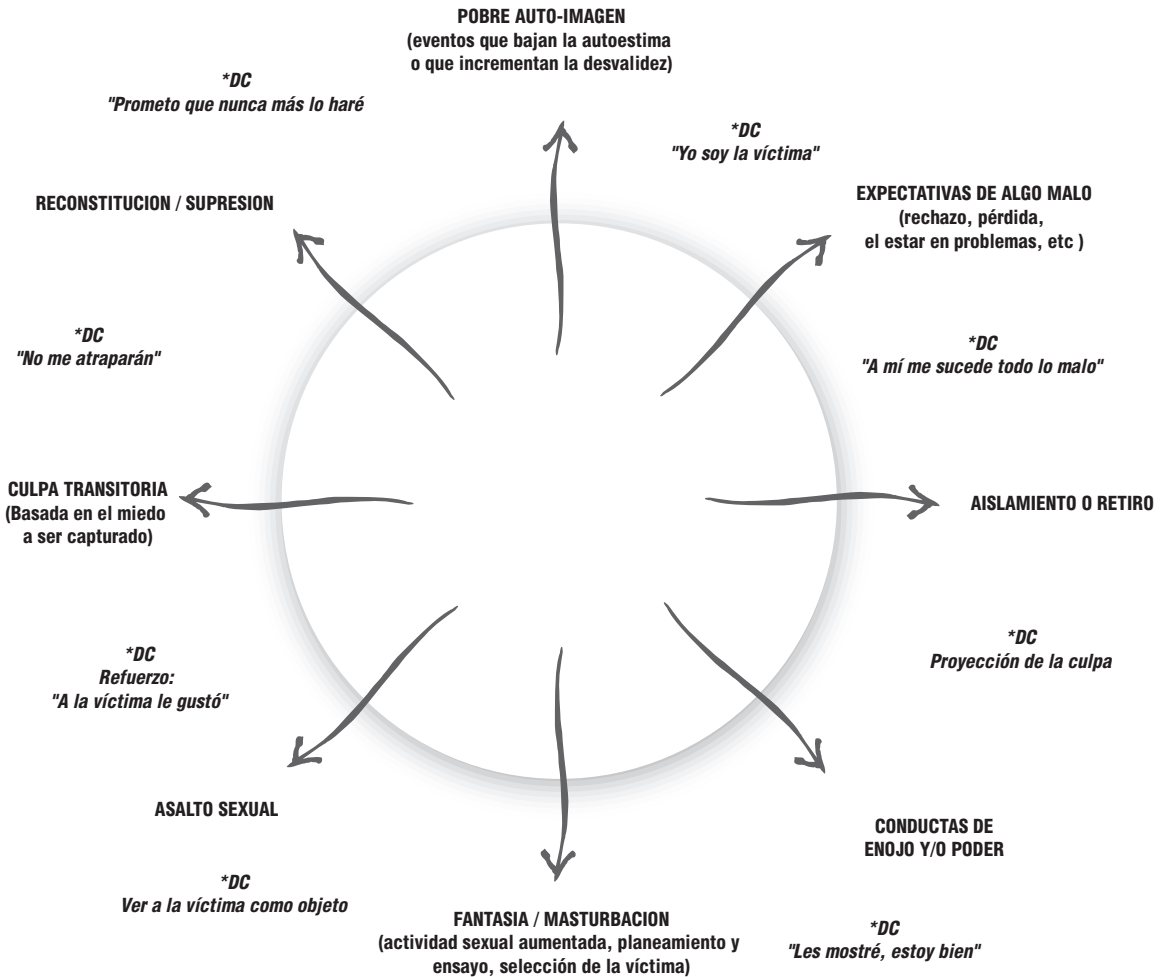 POBRE AUTO-IMAGEN
(eventos que bajan la autoestima
o que incrementan la desvalidez)
*DC
"Yo soy la víctima"
EXPECTATIVAS DE ALGO MALO
(rechazo, pérdida,
el estar en problemas, etc )
*DC
"A mí me sucede todo lo malo"
AISLAMIENTO O RETIRO
*DC
Proyección de la culpa
CONDUCTAS DE
ENOJO Y/O PODER
*DC
"Les mostré, estoy bien"
FANTASIA / MASTURBACION
(actividad sexual aumentada, planeamiento y
ensayo, selección de la víctima)
*DC
Ver a la víctima como objeto
ASALTO SEXUAL
*DC
Refuerzo:
"A la víctima le gustó"
CULPA TRANSITORIA
(Basada en el miedo
a ser capturado)
*DC
"No me atraparán"
RECONSTITUCION / SUPRESION
*DC
"Prometo que nunca más lo haré